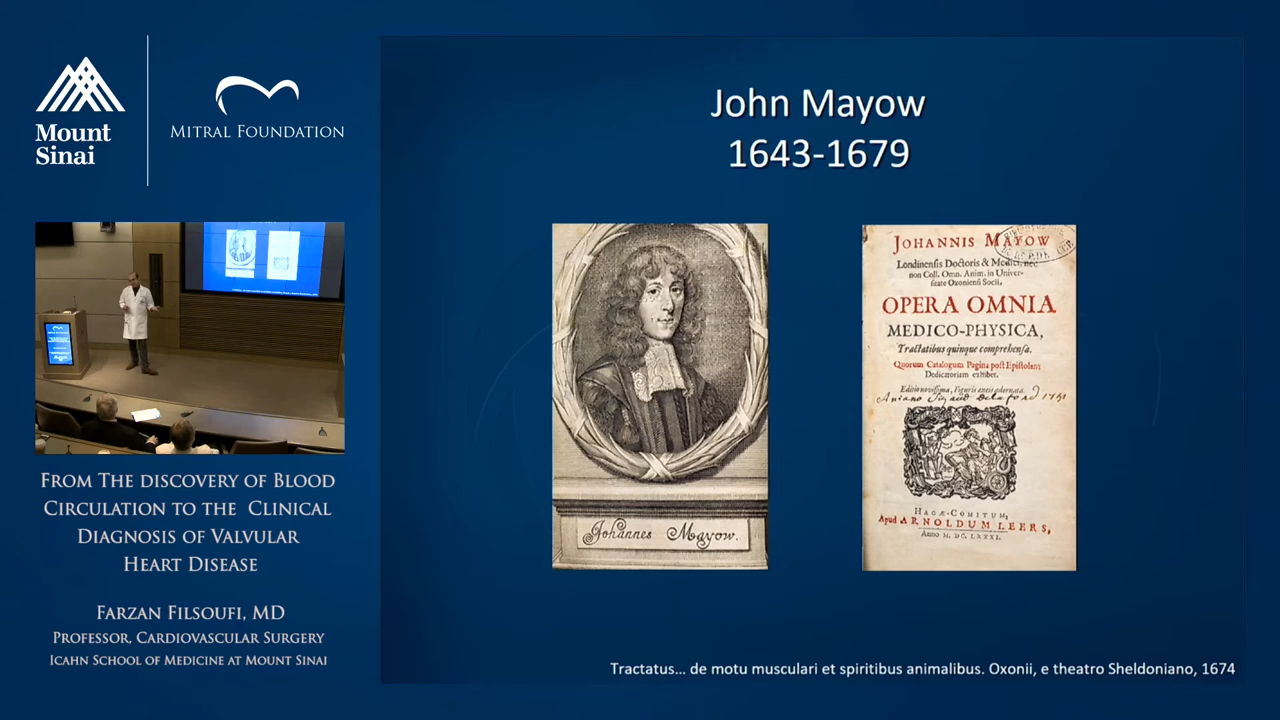 Mount
Sinai
MITRAL FOUNDATION
FROM THE DISCOVERY OF BLOOD
CIRCULATION TO THE CLINICAL
DIAGNOSIS OF VALVULAR
HEART DISEASE
FARZAN FILSOUFI, MD
PROFESSOR, CARDIOVASCULAR SURGERY
ICAHN SCHOOL OF MEDICINE AT MOUNT SINAI
John Mayow
1643-1679
Johannes Mayow.
JOHANNIS MAYOW
Londinensis Doctoris & Medici, nec
non Coll. Omn. Anim. in Univer-
sitate Oxoniensi Socii,
OPERA OMNIA
MEDICO-PHYSICA,
Tractatibus quinque comprehensa.
Quorum Catalogum Pagina post Epistolam
Dedicatoriam exhibet.
Editio novissima, Figuris
1741
HAGÆ-COMITUM,
Apud ARNOLDUM LEERS,
Anno M. DC. LXXXI.
Tractatus... de motu musculari et spiritibus animalibus. Oxonii, e theatro Sheldoniano, 1674